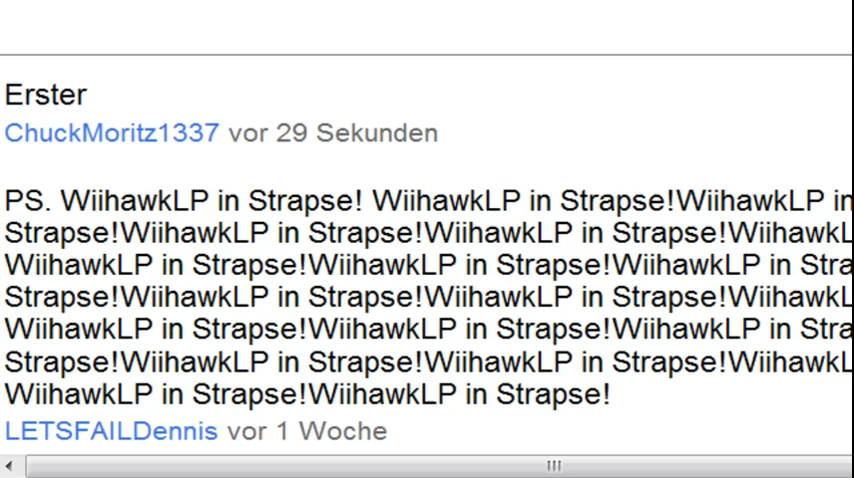 Erster
ChuckMoritz1337 vor 29 Sekunden
PS. WiihawkLP in Strapse! WiihawkLP in Strapse!WiihawkLP in
Strapse!WiihawkLP in Strapse!WiihawkLP in Strapse!WiihawkL
WiihawkLP in Strapse!WiihawkLP in Strapse!WiihawkLP in Stra
Strapse!WiihawkLP in Strapse!WiihawkLP in Strapse!WiihawkL
WiihawkLP in Strapse!WiihawkLP in Strapse!WiihawkLP in Stra
Strapse!WiihawkLP in Strapse!WiihawkLP in Strapse!WiihawkL
WiihawkLP in Strapse!WiihawkLP in Strapse!
LETSFAILDennis vor 1 Woche